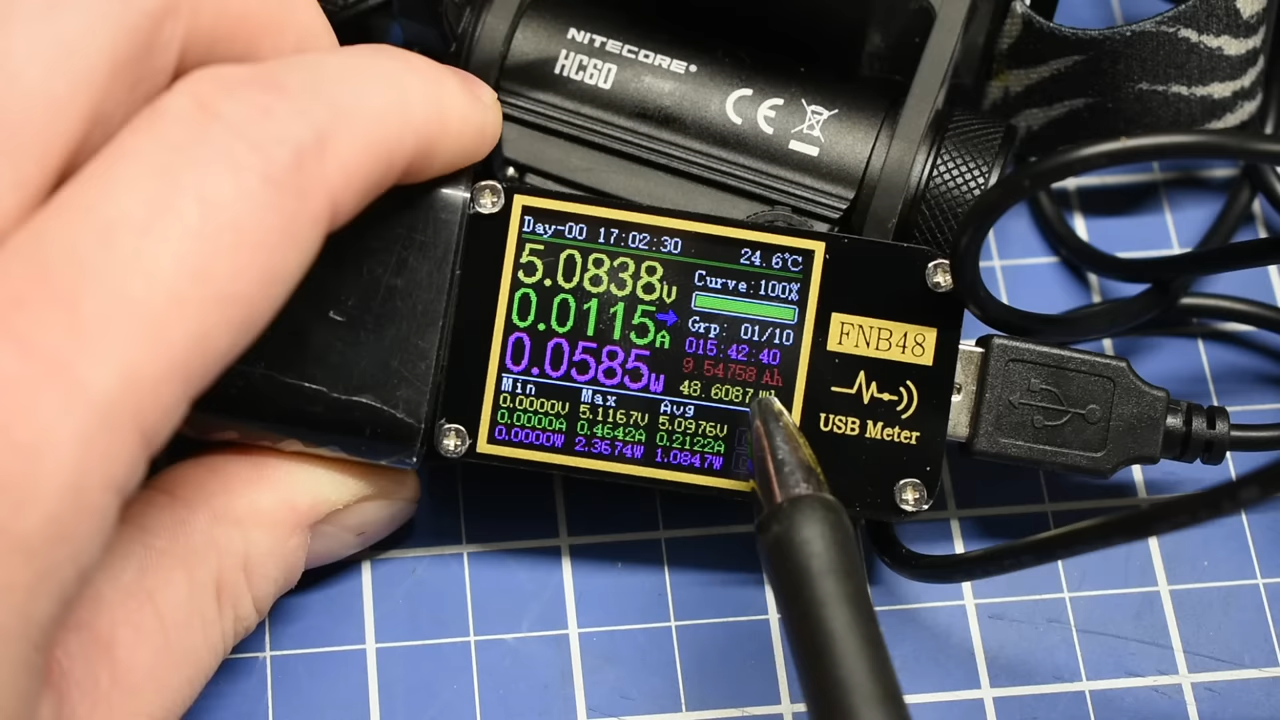 NITECORE®
HC60
CE
Day-00 17:02:30 24.6℃
5.0838V
0.0115A
0.0585W
Curve:100%
Grp: 01/10
015:42:40
9.54758 Ah
48.6087
Min Max Avg
0.0000V 5.1167V 5.0976V
0.0000A 0.4642A 0.2122A
0.0000W 2.3674W 1.0847W
FNB48
USB Meter